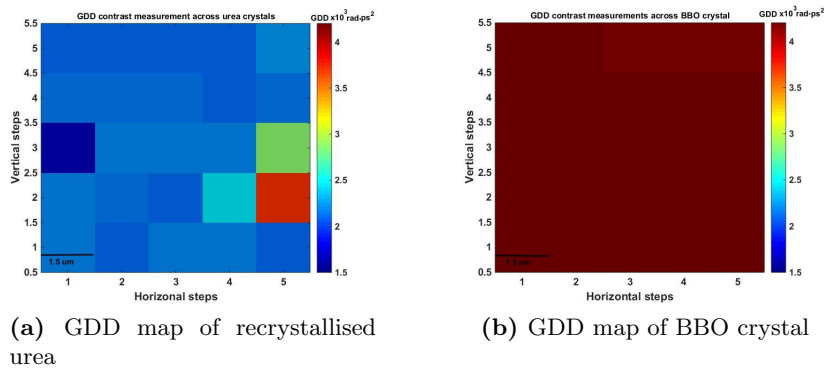 GDD contrast measurement across urea crystals
GDD x10³ rad-ps²
5.5
5
4.5
4
3.5
3
2.5
2
1.5
1
0.5
Vertical steps
1.5 um
1 2 3 4 5
Horizonal steps
4
3.5
3
2.5
2
1.5
(a) GDD map of recrystallised
urea
GDD contrast measurements across BBO crystal
GDD x10³ rad-ps²
5.5
5
4.5
4
3.5
3
2.5
2
1.5
1
0.5
Vertical steps
1.5 um
1 2 3 4 5
Horizontal steps
4
3.5
3
2.5
2
1.5
(b) GDD map of BBO crystal